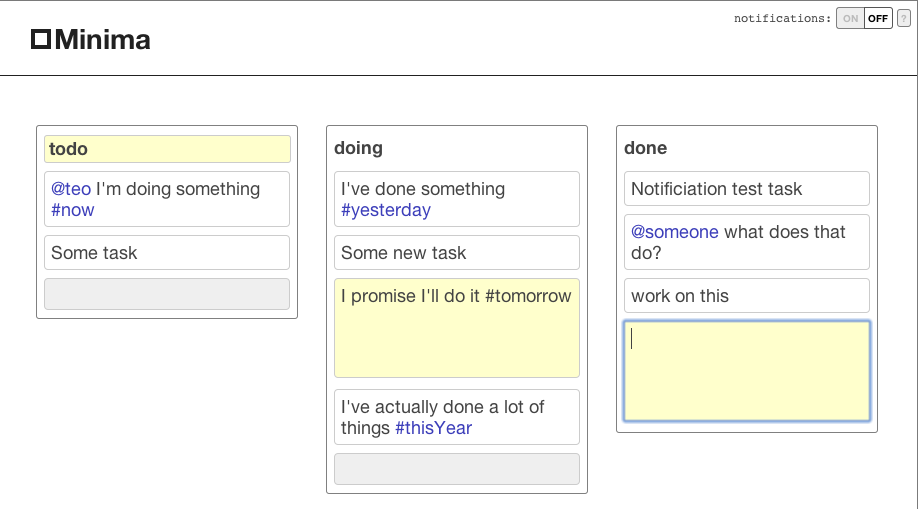 notifications: ON OFF ?
Minima
todo
@teo I'm doing something
#now
Some task
doing
I've done something
#yesterday
Some new task
I promise I'll do it #tomorrow
I've actually done a lot of
things #thisYear
done
Notificiation test task
@someone what does that
do?
work on this